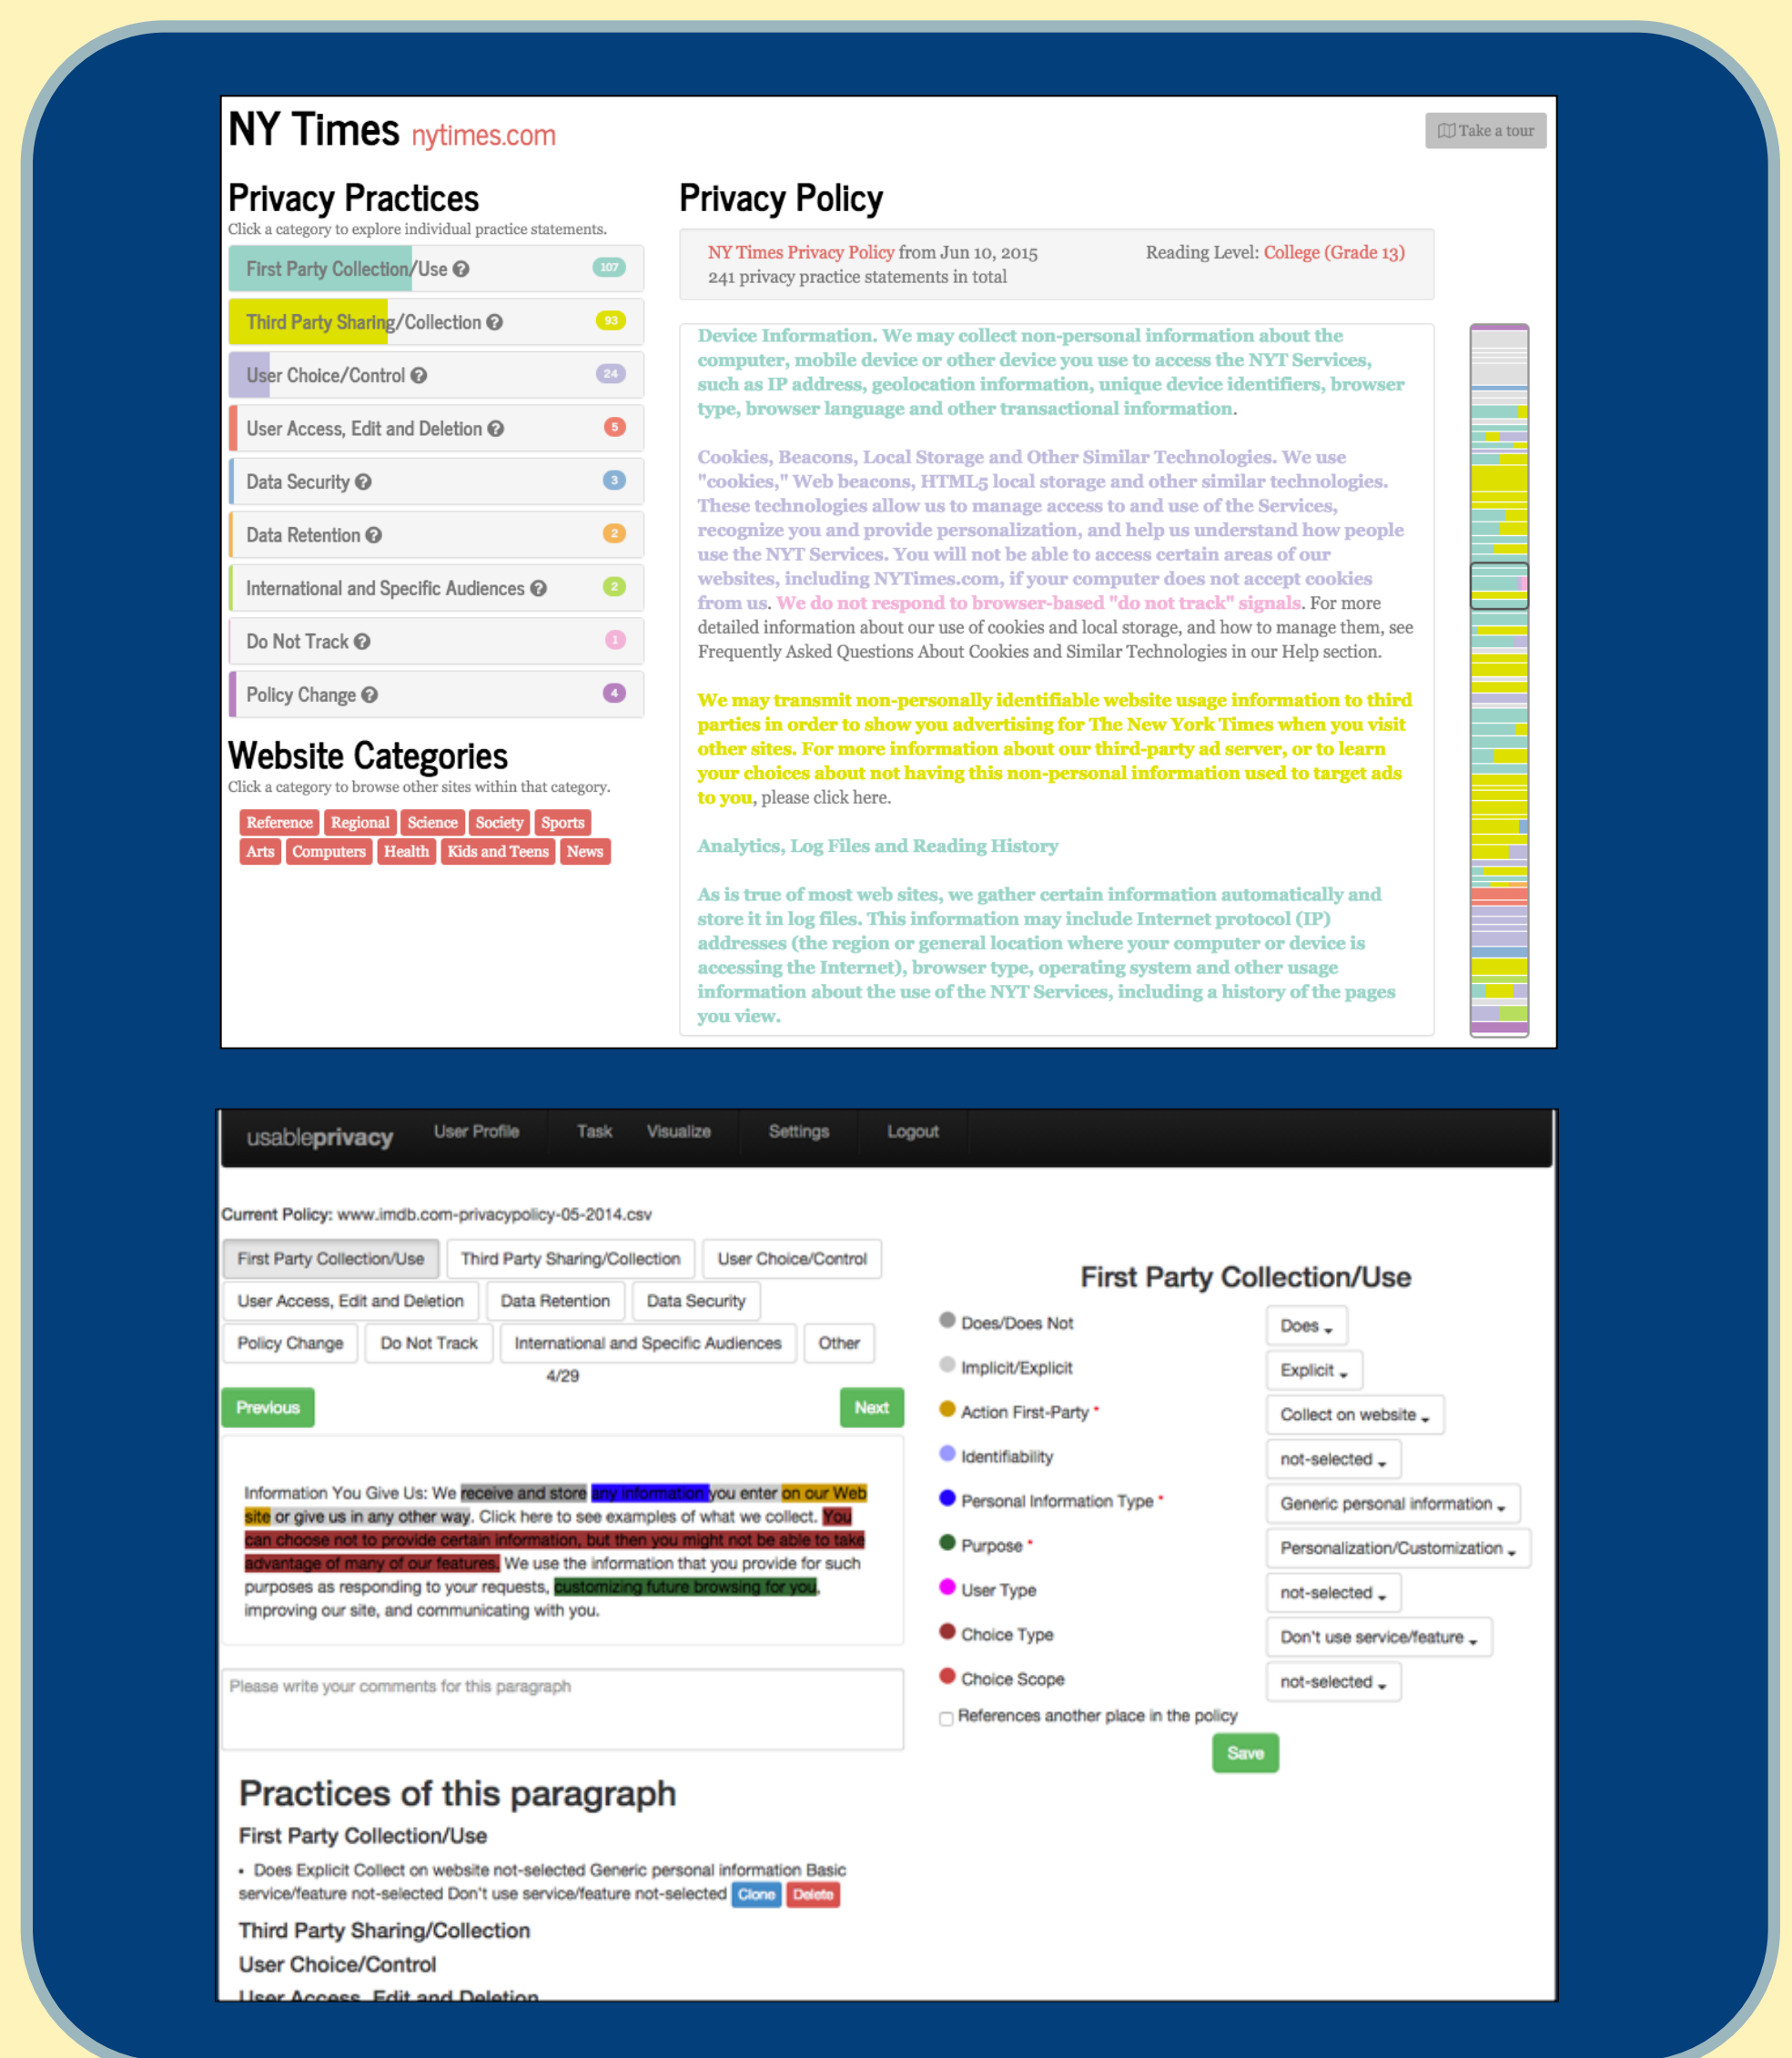 NY Times nytimes.com
Take a tour
Privacy Practices
Click a category to explore individual practice statements.
First Party Collection/Use ? 107
Third Party Sharing/Collection ? 93
User Choice/Control ? 24
User Access, Edit and Deletion ? 5
Data Security ? 3
Data Retention ? 2
International and Specific Audiences ? 2
Do Not Track ? 1
Policy Change ? 4
Website Categories
Click a category to browse other sites within that category.
Reference Regional Science Society Sports
Arts Computers Health Kids and Teens News
Privacy Policy
NY Times Privacy Policy from Jun 10, 2015 Reading Level: College (Grade 13)
241 privacy practice statements in total
Device Information. We may collect non-personal information about the
computer, mobile device or other device you use to access the NYT Services,
such as IP address, geolocation information, unique device identifiers, browser
type, browser language and other transactional information.
Cookies, Beacons, Local Storage and Other Similar Technologies. We use
"cookies," Web beacons, HTML5 local storage and other similar technologies.
These technologies allow us to manage access to and use of the Services,
recognize you and provide personalization, and help us understand how people
use the NYT Services. You will not be able to access certain areas of our
websites, including NYTimes.com, if your computer does not accept cookies
from us. We do not respond to browser-based "do not track" signals. For more
detailed information about our use of cookies and local storage, and how to manage them, see
Frequently Asked Questions About Cookies and Similar Technologies in our Help section.
We may transmit non-personally identifiable website usage information to third
parties in order to show you advertising for The New York Times when you visit
other sites. For more information about our third-party ad server, or to learn
your choices about not having this non-personal information used to target ads
to you, please click here.
Analytics, Log Files and Reading History
As is true of most web sites, we gather certain information automatically and
store it in log files. This information may include Internet protocol (IP)
addresses (the region or general location where your computer or device is
accessing the Internet), browser type, operating system and other usage
information about the use of the NYT Services, including a history of the pages
you view.
usableprivacy User Profile Task Visualize Settings Logout
Current Policy: www.imdb.com-privacypolicy-05-2014.csv
First Party Collection/Use Third Party Sharing/Collection User Choice/Control
User Access, Edit and Deletion Data Retention Data Security
Policy Change Do Not Track International and Specific Audiences Other
4/29
Previous Next
Information You Give Us: We receive and store any information you enter on our Web
site or give us in any other way. Click here to see examples of what we collect. You
can choose not to provide certain information, but then you might not be able to take
advantage of many of our features. We use the information that you provide for such
purposes as responding to your requests, customizing future browsing for you,
improving our site, and communicating with you.
Please write your comments for this paragraph
Practices of this paragraph
First Party Collection/Use
• Does Explicit Collect on website not-selected Generic personal information Basic
service/feature not-selected Don't use service/feature not-selected Clone Delete
Third Party Sharing/Collection
User Choice/Control
User Access, Edit and Deletion
First Party Collection/Use
Does/Does Not Does
Implicit/Explicit Explicit
Action First-Party * Collect on website
Identifiability not-selected
Personal Information Type * Generic personal information
Purpose * Personalization/Customization
User Type not-selected
Choice Type Don't use service/feature
Choice Scope not-selected
References another place in the policy
Save